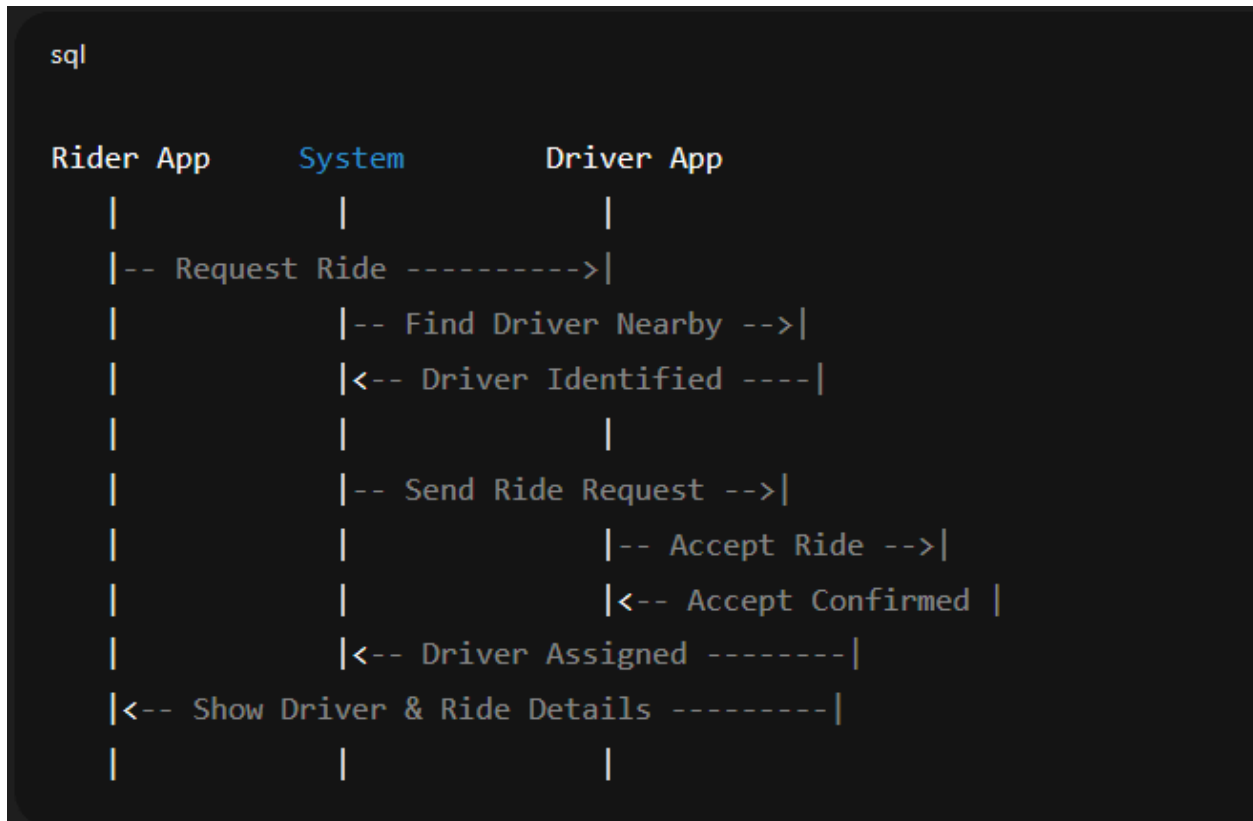 sql
Rider App     System        Driver App
   |             |              |
   |-- Request Ride ---------->|
   |             |-- Find Driver Nearby -->|
   |             |<-- Driver Identified ----|
   |             |              |
   |             |-- Send Ride Request -->|
   |             |              |-- Accept Ride -->|
   |             |              |<-- Accept Confirmed |
   |             |<-- Driver Assigned --------|
   |<-- Show Driver & Ride Details ---------|
   |             |              |